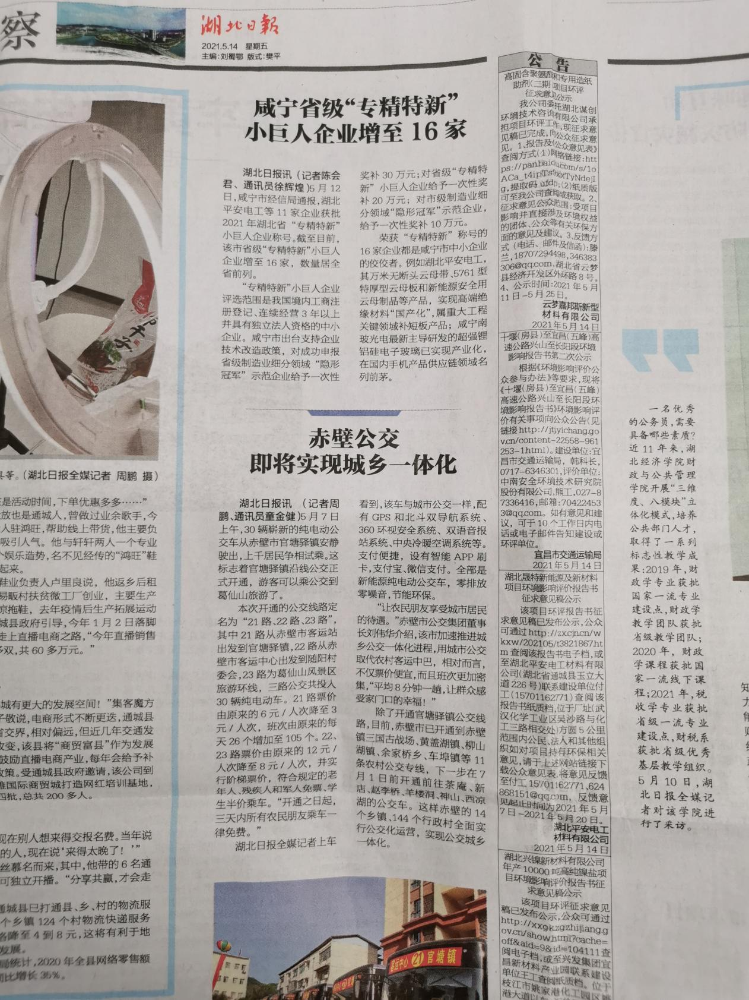 察
湖北日報
2021.5.14 星期五
主编:刘蜀鄂 版式:樊平
具等。(湖北日报全媒记者 周鹏 摄)
在是活动时间,下单优惠多多……”
放也是通城人,曾做过业余歌手,今
入驻鸿旺,帮助线上带货,他主要负
吸引人气。他与轩轩两人一个专业
个娱乐造势,名不见经传的“鸿旺”鞋
起来。
鞋业负责人卢里良说,他返乡后租
易畈村扶贫微工厂创业,主要生产
凉拖鞋,去年疫情后生产拓展运动
城县政府引导,今年1月2日落脚
走上直播电商之路,“今年直播销售
多双,共60多万元。”
城有更大的发展空间!”集客魔方
子敬说,电商形式不断更迭,通城县
省交界,相对偏远,但近几年交通发
改变,该县将“商贸富县”作为发展
鼓励直播电商产业,每年会给予补
政策。受通城县政府邀请,该公司到
隹国际商贸城打造网红培训基地,
四批,总共200多人。
现在别人想来得交报名费。当年说
的人,现在说‘来得太晚了!’”
丝慕名而来,其中,他带的6名通
可独立开播。“分享共赢,才会走
通城县已打通县、乡、村的物流服
个乡镇124个村物流快递服务
格降至4到8元,这将有利于地
发展。
局统计,2020年全县网络零售额
同比增长35%。
咸宁省级“专精特新”
小巨人企业增至16家
湖北日报讯(记者陈会
君、通讯员徐辉煌)5月12
日,咸宁市经信局通报,湖北
平安电工等11家企业获批
2021年湖北省“专精特新”
小巨人企业称号。截至目前,
该市省级“专精特新”小巨人
企业增至16家,数量居全
省前列。
“专精特新”小巨人企业
评选范围是我国境内工商注
册登记、连续经营3年以上
并具有独立法人资格的中小
企业。咸宁市出台支持企业
技术改造政策,对成功申报
省级制造业细分领域“隐形
冠军”示范企业给予一次性
奖补30万元;对省级“专精特
新”小巨人企业给予一次性奖
补20万元;对市级制造业细
分领域“隐形冠军”示范企业,
给予一次性奖补10万元。
荣获“专精特新”称号的
16家企业都是咸宁市中小企业
的佼佼者。例如湖北平安电工,
其万米无断头云母带、5761型
特厚型云母板和新能源安全用
云母制品等产品,实现高端绝
缘材料“国产化”,属重大工程
关键领域补短板产品;咸宁南
玻光电最新主导研发的超强锂
铝硅电子玻璃已实现产业化,
在国内手机产品供应链领域名
列前茅。
赤壁公交
即将实现城乡一体化
湖北日报讯(记者周
鹏、通讯员童金健)5月7日
上午,30辆崭新的纯电动公
交车从赤壁市官塘驿镇安静
驶出,上千居民争相试乘。这
标志着官塘驿镇沿线公交正
式开通,游客可以乘公交到
葛仙山旅游了。
本次开通的公交线路定
名为“21路、22路、23路”,
其中21路从赤壁市客运站
出发到官塘驿镇,22路从赤
壁市客运中心出发到随阳村
委会,23路为葛仙山风景区
旅游环线,三路公交共投入
30辆纯电动车。21路票价
由原来的6元/人次降至3
元/人次,班次由原来的每
天26个增加至105个。22、
23路票价由原来的12元/
人次降至8元/人次,并实
行阶梯票价,符合规定的老
年人、残疾人和军人免票、学
生半价乘车。“开通之日起,
三天内所有农民朋友乘车一
律免费。”
湖北日报全媒记者上车
看到,该车与城市公交一样,配
有GPS和北斗双导航系统、
360环视安全系统、双语音报
站系统、中央冷暖空调系统等。
支付便捷,设有智能APP刷
卡,支付宝、微信支付。全部是
新能源纯电动公交车,零排放
零噪音,节能环保。
“让农民朋友享受城市居民
的待遇。”赤壁市公交集团董事
长刘伟华介绍,该市加速推进城
乡公交一体化进程,用城市公交
取代农村客运中巴,相对而言,
不仅票价便宜,而且班次更加密
集,“平均8分钟一趟,让群众感
受家门口的幸福!”
除了开通官塘驿镇公交线
路,目前,赤壁市已开通到赤壁
镇三国古战场、黄盖湖镇、柳山
湖镇、余家桥乡、车埠镇等11
条农村公交专线,下一步在7
月1日前开通前往茶庵、新
店、赵李桥、羊楼洞、神山、西凉
湖的公交车。这样赤壁的14
个乡镇、144个行政村全面实
行公交化运营,实现公交城乡
一体化。
客运中心 21 官塘镇
公告
高固含聚氨酯和专用造纸
助剂(二期)项目环评
征求意见公示
我公司委托湖北谋创
环境技术咨询有限公司承
担项目环评工作,现征求意
见稿已完成,向公众征求意
见。1、报告及《公众意见表》
查阅方式(1)网络链接:htt
ps://pan.baidu.com/s/1o
ACa_t4ipTs9xxTyNdejI
g,提取码ufdp;(2)纸质版
可至我公司查阅或获取。2、
征求意见公众范围:受项目
影响并直接涉及环境权益
的团体、公众等有关环保方
面的意见及建议。3、反馈方
式(电话、邮件及信函):滕
兰,18707294498,346383
306@qq.com,湖北省云梦
县经济开发区外环路8号。
4、公示时间:2021年5月
11日-5月25日。
云梦嘉邦斯新型
材料有限公司
2021年5月14日
十堰(房县)至宜昌(五峰)高
速公路兴山至长阳段环境
影响报告书第二次公示
根据《环境影响评价公
众参与办法》等要求,现将
《十堰(房县)至宜昌(五峰)
高速公路兴山至长阳段环
境影响报告书》环境影响评
价有关事项向公众公告(见
链接http://jtj.yichang.go
v.cn/content-22558-961
253-1.html)。建设单位:宜
昌市交通运输局,韩科长,
0717-6346301,评价单位:
中南安全环境技术研究院
股份有限公司,熊工,027-8
7336416,邮箱:70422453
3@qq.com。如有意见和建
议,可于10个工作日内电
话或电子邮件告知建设或
环评单位。
宜昌市交通运输局
2021年5月14日
湖北晟特新能源及新材料
项目环境影响评价报告书
征求意见稿公示
该项目环评报告书征
求意见稿已发布公示,公众
可通过http://zxcjn.cn/w
kxw/202105/t3821867.ht
m查阅该报告书电子档,或
至湖北平安电工材料有限
公司(湖北省通城县玉立大
道226号)联系建设单位付
工(15701162771)查阅该
报告书纸质档,位于厂址(武
汉化学工业区吴沙路与化
工三路相交处)方圆5公里
范围内公民、法人和其他组
织如对项目持有环保相关
意见,请于上述网站链接下
载公众意见表,将意见反馈
至付工15701162771,624
868151@qq.com,反馈意
见起止时间为2021年5月
7日-2021年5月20日。
湖北平安电工
材料有限公司
2021年5月14日
湖北兴镍新材料有限公司
年产10000吨高纯镍盐项
目环境影响评价报告书征
求意见稿公示
该项目环评征求意见
稿已发布公示,公众可通过
http://xxgk.zgzhijiang.g
ov.cn/show.html?cache=
off&aid=9&id=104111查
阅电子档,或至兴发集团宜
昌新材料产业园联系建设
单位王工查阅纸质档。位于
枝江市姚家港化工园区姚
一名优秀
的公务员,需要
具备哪些素质?
近11年来,湖
北经济学院财
政与公共管理
学院开展“三维
度、八模块”立
体化模式,培养
公共部门人才,
取得了一系列
标志性教学成
果:2019年,财
政学专业获批
国家一流专业
建设点,财政学
教学团队获批
省级教学团队;
2020年,财政
学课程获批国
家一流线下课
程;2021年,税
收学专业获批
省级一流专业
建设点,财税系
获批省级优秀
基层教学组织。
5月10日,湖
北日报全媒记
者对该学院进
行了采访。